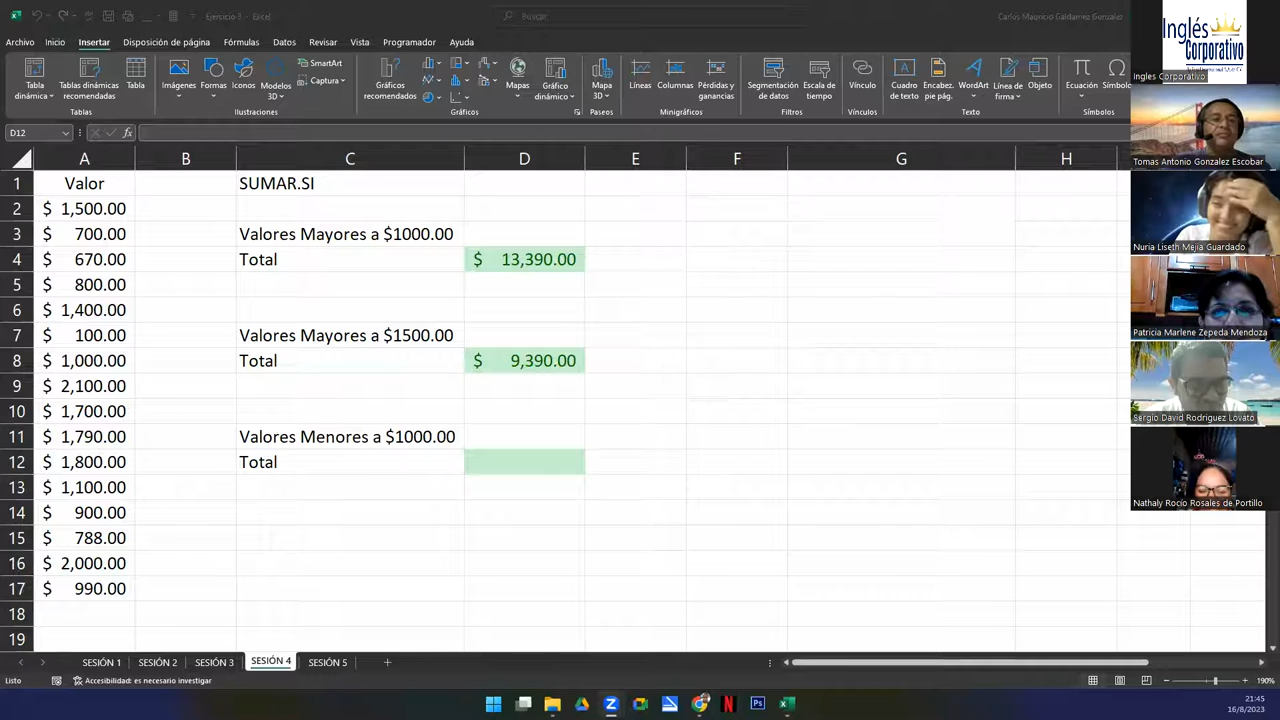 Ejercicio 3 - Excel
Buscar
Carlos Mauricio Galdamez Gonzalez
Archivo Inicio Insertar Disposición de página Fórmulas Datos Revisar Vista Programador Ayuda
Tabla dinámica
Tablas dinámicas recomendadas
Tabla
Tablas
Imágenes
Formas
Iconos
Modelos 3D
SmartArt
Captura
Ilustraciones
Gráficos recomendados
Mapas
Gráfico dinámico
Gráficos
Mapa 3D
Paseos
Líneas
Columnas
Pérdidas y ganancias
Minigráficos
Segmentación de datos
Escala de tiempo
Filtros
Vínculo
Vínculos
Cuadro de texto
Encabez. pie pág.
WordArt
Línea de firma
Objeto
Texto
Ecuación
Símbolo
Símbolos
D12
fx
A B C D E F G H
1 Valor SUMAR.SI
2 $ 1,500.00
3 $ 700.00 Valores Mayores a $1000.00
4 $ 670.00 Total $ 13,390.00
5 $ 800.00
6 $ 1,400.00
7 $ 100.00 Valores Mayores a $1500.00
8 $ 1,000.00 Total $ 9,390.00
9 $ 2,100.00
10 $ 1,700.00
11 $ 1,790.00 Valores Menores a $1000.00
12 $ 1,800.00 Total
13 $ 1,100.00
14 $ 900.00
15 $ 788.00
16 $ 2,000.00
17 $ 990.00
18
19
SESIÓN 1 SESIÓN 2 SESIÓN 3 SESIÓN 4 SESIÓN 5
Listo
Accesibilidad: es necesario investigar
190%
21:45
16/8/2023
Inglés
Corporativo
Ingles Corporativo
Tomas Antonio Gonzalez Escobar
Nuria Liseth Mejia Guardado
Patricia Marlene Zepeda Mendoza
Sergio David Rodriguez Lovato
Nathaly Rocío Rosales de Portillo